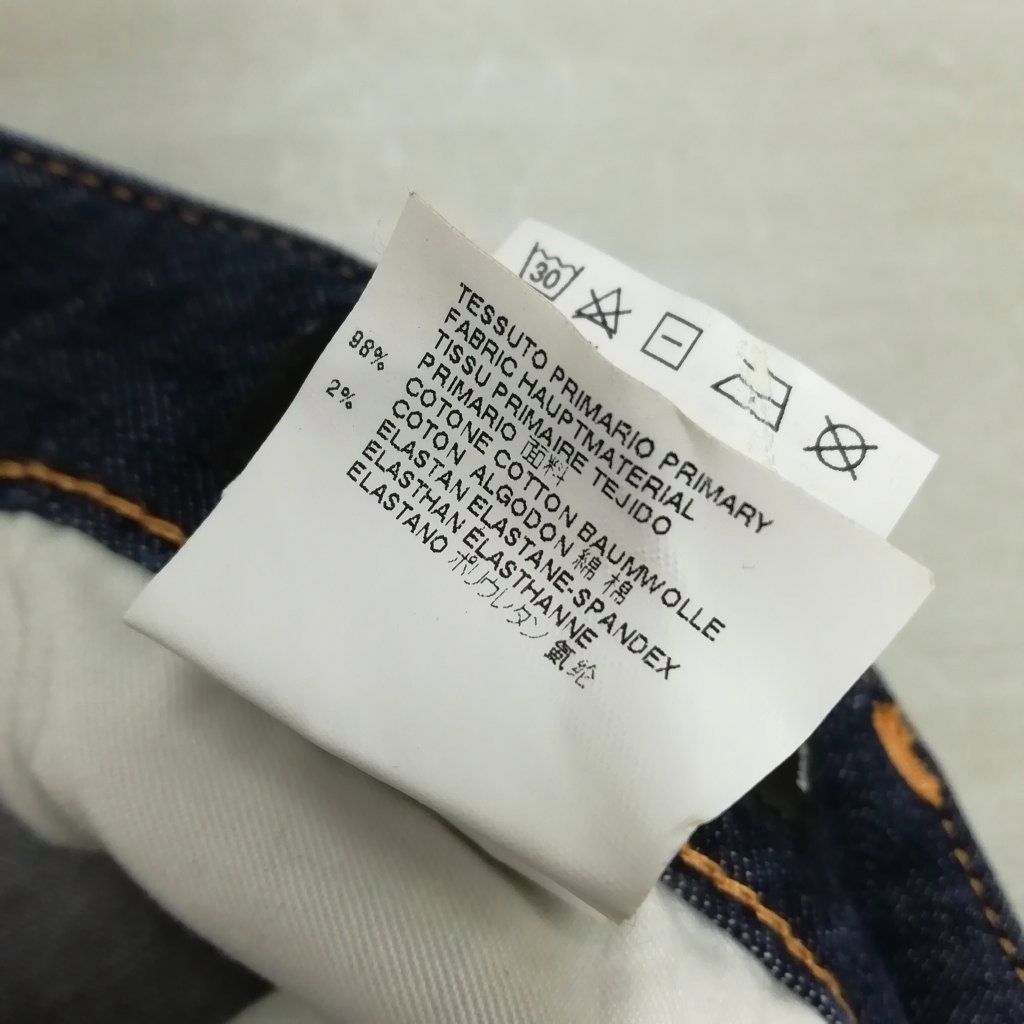 30
TESSUTO PRIMARIO PRIMARY
FABRIC HAUPTMATERIAL
TISSU PRIMAIRE TEJIDO
PRIMARIO 面料
98% COTONE COTTON BAUMWOLLE
COTON ALGODON 綿 棉
2% ELASTAN ELASTANE-SPANDEX
ELASTHAN ÉLASTHANNE
ELASTANO ポリウレタン 氨纶